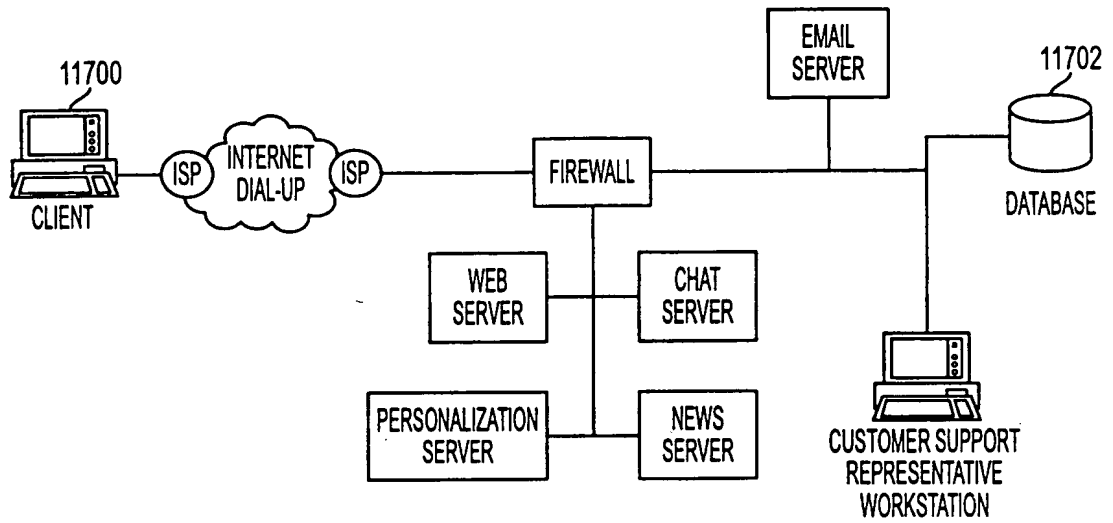 11700
CLIENT
ISP
INTERNET
DIAL-UP
ISP
FIREWALL
EMAIL
SERVER
11702
DATABASE
WEB
SERVER
CHAT
SERVER
PERSONALIZATION
SERVER
NEWS
SERVER
CUSTOMER SUPPORT
REPRESENTATIVE
WORKSTATION